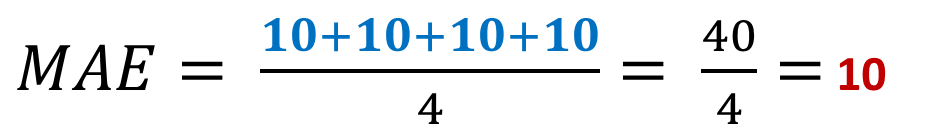 MAE = 10+10+10+10 / 4 = 40 / 4 = 10